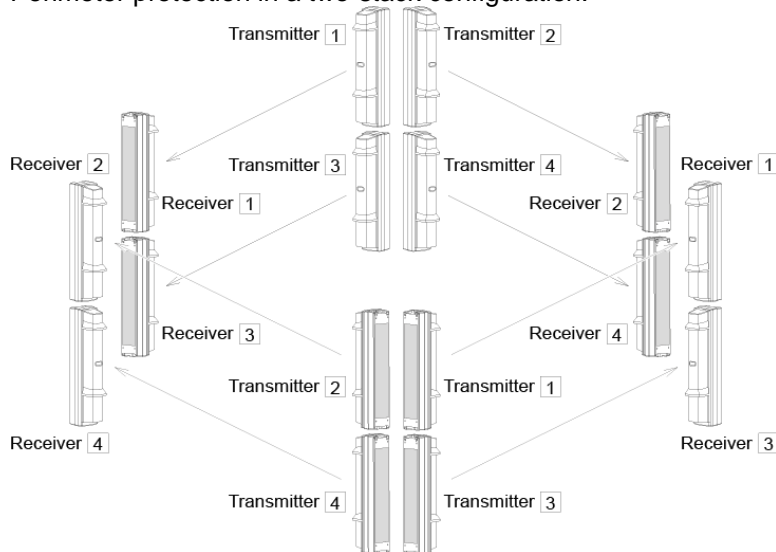 Perimeter protection in a two-stack configuration.
Transmitter 1 Transmitter 2
Receiver 2 Transmitter 3 Transmitter 4 Receiver 1
Receiver 1 Receiver 2
Receiver 3 Receiver 4
Transmitter 2 Transmitter 1
Receiver 4 Receiver 3
Transmitter 4 Transmitter 3